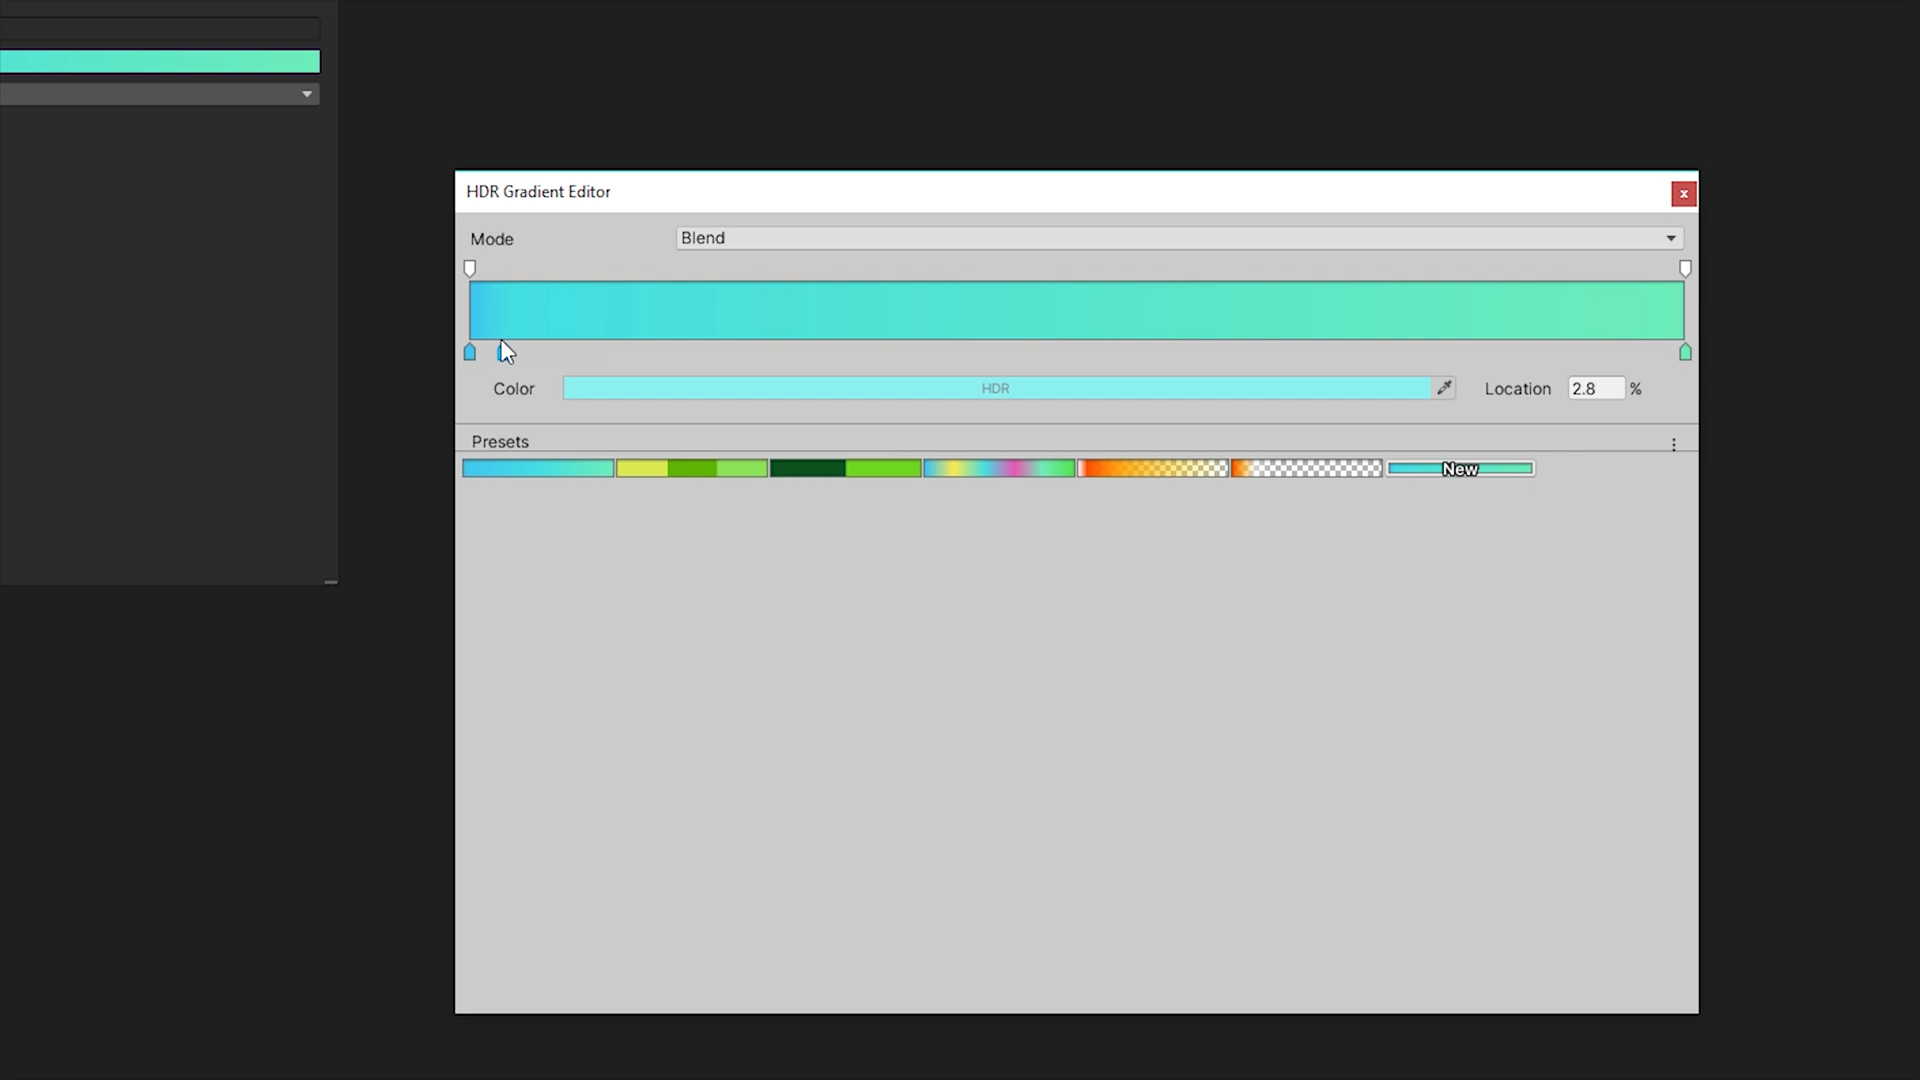 HDR Gradient Editor
x
Mode
Blend
Color
HDR
Location
2.8
%
Presets
New